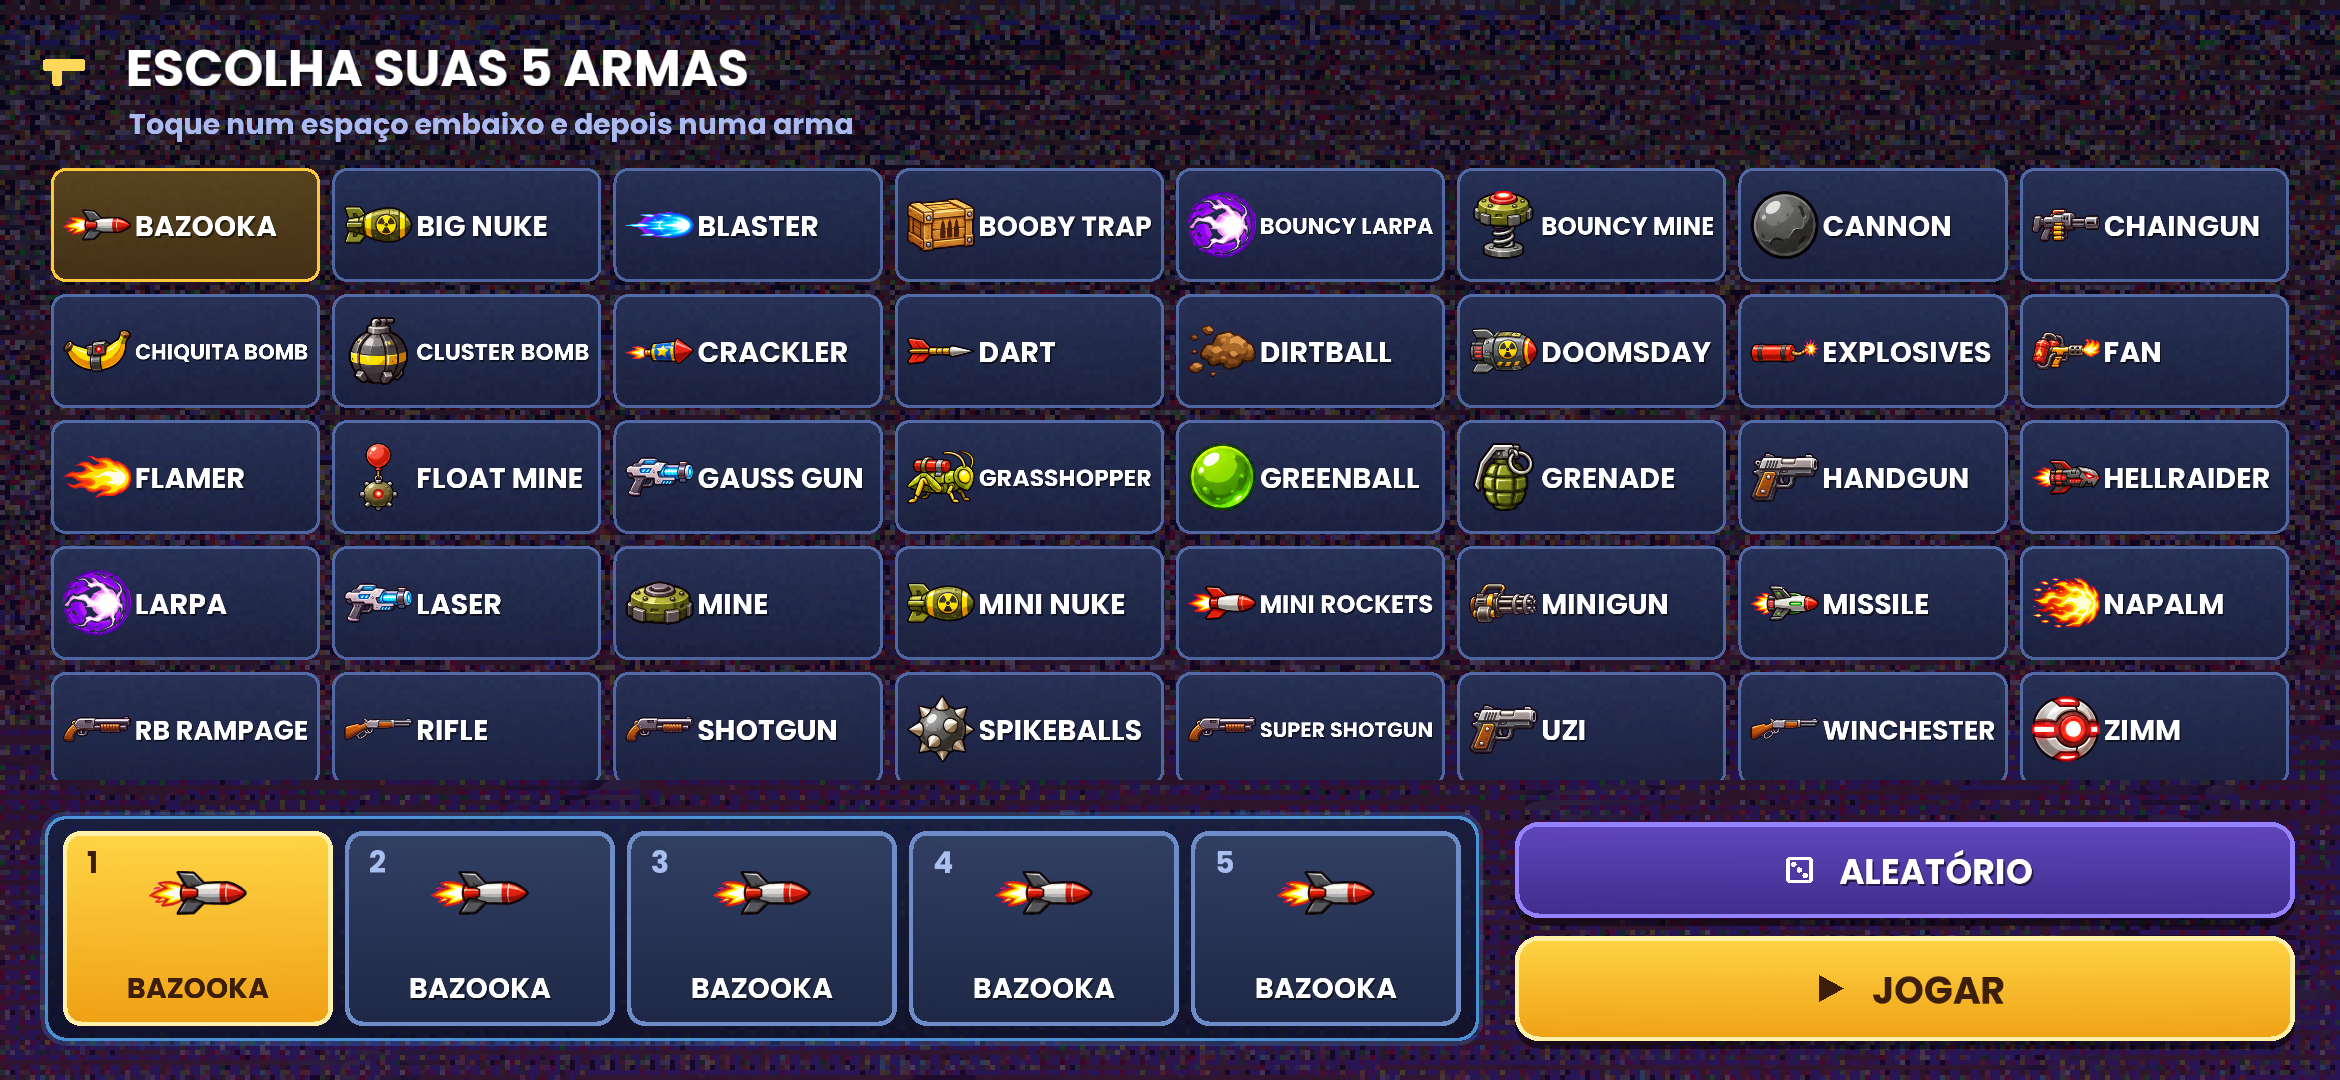 ESCOLHA SUAS 5 ARMAS
Toque num espaço embaixo e depois numa arma
BAZOOKA
BIG NUKE
BLASTER
BOOBY TRAP
BOUNCY LARPA
BOUNCY MINE
CANNON
CHAINGUN
CHIQUITA BOMB
CLUSTER BOMB
CRACKLER
DART
DIRTBALL
DOOMSDAY
EXPLOSIVES
FAN
FLAMER
FLOAT MINE
GAUSS GUN
GRASSHOPPER
GREENBALL
GRENADE
HANDGUN
HELLRAIDER
LARPA
LASER
MINE
MINI NUKE
MINI ROCKETS
MINIGUN
MISSILE
NAPALM
RB RAMPAGE
RIFLE
SHOTGUN
SPIKEBALLS
SUPER SHOTGUN
UZI
WINCHESTER
ZIMM
1
BAZOOKA
2
BAZOOKA
3
BAZOOKA
4
BAZOOKA
5
BAZOOKA
ALEATÓRIO
JOGAR